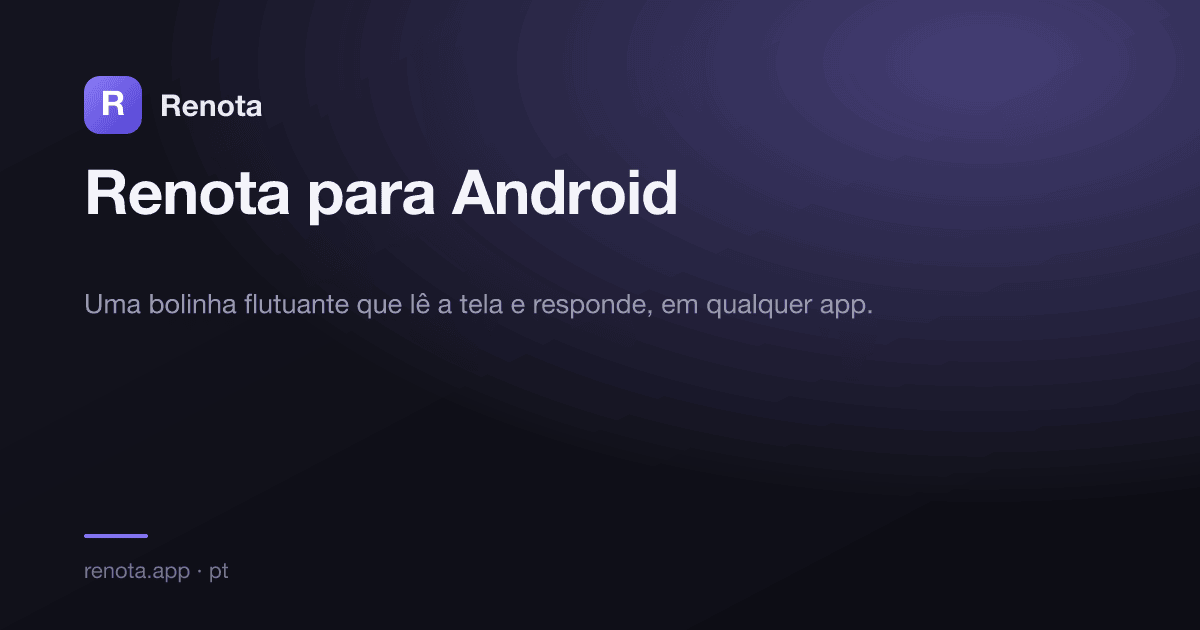 R
Renota
Renota para Android
Uma bolinha flutuante que lê a tela e responde, em qualquer app.
renota.app · pt